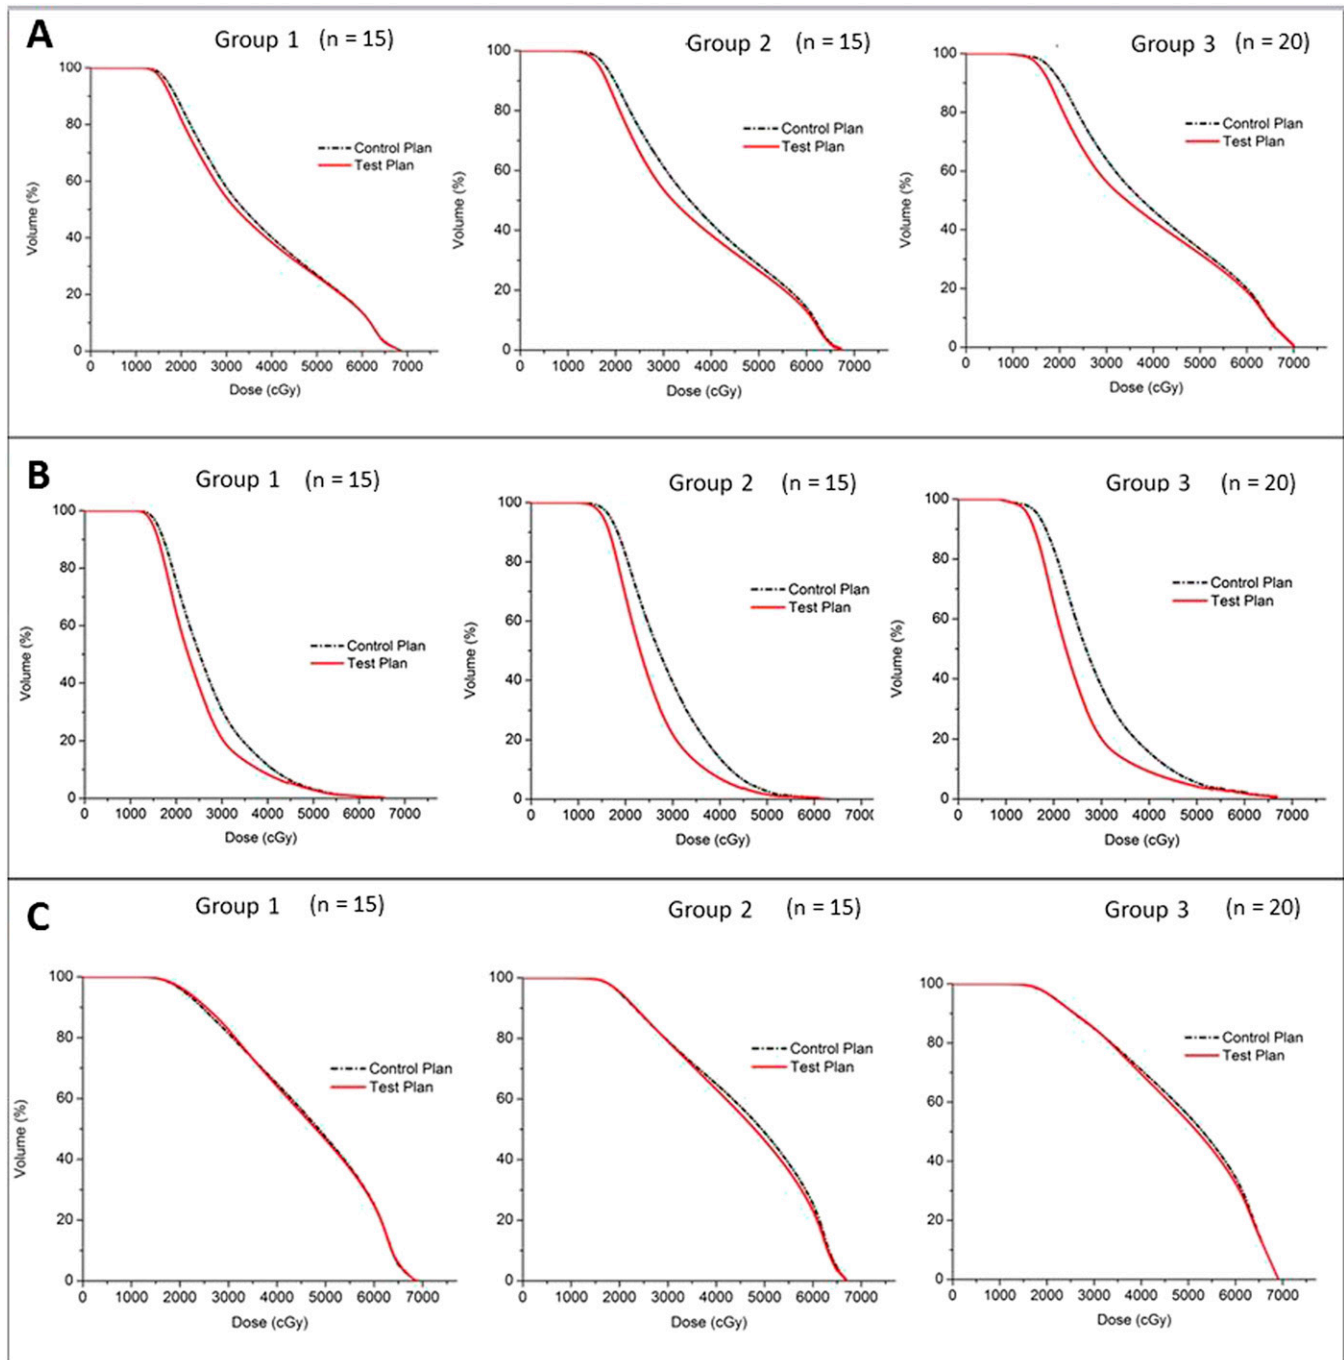 A
Group 1 (n = 15)
100
80
60
40
20
0
Volume (%)
0 1000 2000 3000 4000 5000 6000 7000
Dose (cGy)
Control Plan
Test Plan
Group 2 (n = 15)
100
80
60
40
20
0
Volume (%)
0 1000 2000 3000 4000 5000 6000 7000
Dose (cGy)
Control Plan
Test Plan
Group 3 (n = 20)
100
80
60
40
20
0
Volume (%)
0 1000 2000 3000 4000 5000 6000 7000
Dose (cGy)
Control Plan
Test Plan
B
Group 1 (n = 15)
100
80
60
40
20
0
Volume (%)
0 1000 2000 3000 4000 5000 6000 7000
Dose (cGy)
Control Plan
Test Plan
Group 2 (n = 15)
100
80
60
40
20
0
Volume (%)
0 1000 2000 3000 4000 5000 6000 7000
Dose (cGy)
Control Plan
Test Plan
Group 3 (n = 20)
100
80
60
40
20
0
Volume (%)
0 1000 2000 3000 4000 5000 6000 7000
Dose (cGy)
Control Plan
Test Plan
C
Group 1 (n = 15)
100
80
60
40
20
0
Volume (%)
0 1000 2000 3000 4000 5000 6000 7000
Dose (cGy)
Control Plan
Test Plan
Group 2 (n = 15)
100
80
60
40
20
0
0 1000 2000 3000 4000 5000 6000 7000
Dose (cGy)
Control Plan
Test Plan
Group 3 (n = 20)
100
80
60
40
20
0
0 1000 2000 3000 4000 5000 6000 7000
Dose (cGy)
Control Plan
Test Plan